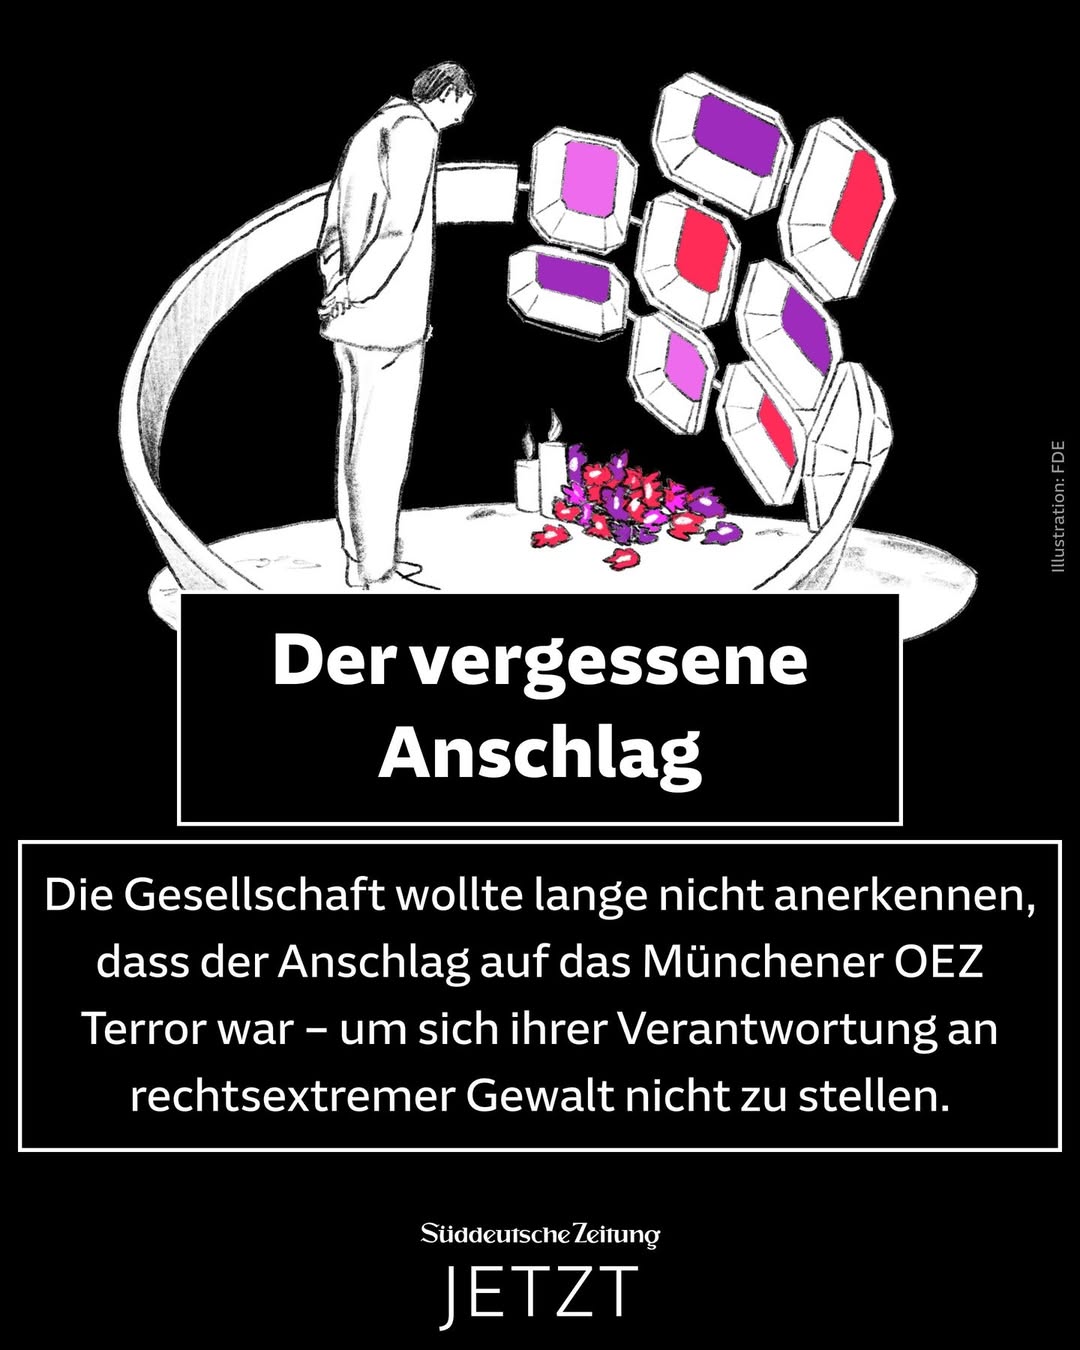 Illustration: FDE
Der vergessene
Anschlag
Die Gesellschaft wollte lange nicht anerkennen,
dass der Anschlag auf das Münchener OEZ
Terror war – um sich ihrer Verantwortung an
rechtsextremer Gewalt nicht zu stellen.
Süddeutsche Zeitung
JETZT